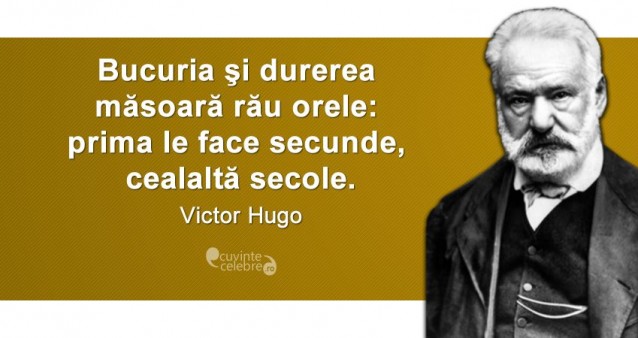 Bucuria şi durerea
măsoară rău orele:
prima le face secunde,
cealaltă secole.
Victor Hugo
cuvinte
celebre.ro